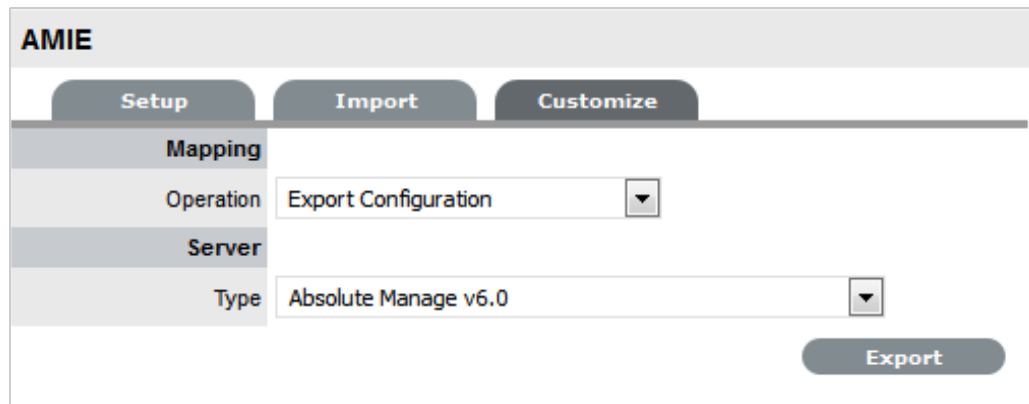 AMIE
Setup Import Customize
Mapping
Operation Export Configuration
Server
Type Absolute Manage v6.0
Export